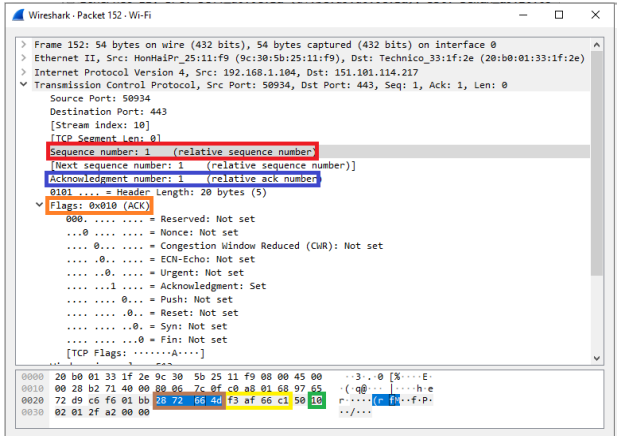 Wireshark · Packet 152 · Wi-Fi
Frame 152: 54 bytes on wire (432 bits), 54 bytes captured (432 bits) on interface 0
Ethernet II, Src: HonHaiPr_25:11:f9 (9c:30:5b:25:11:f9), Dst: Technico_33:1f:2e (20:b0:01:33:1f:2e)
Internet Protocol Version 4, Src: 192.168.1.104, Dst: 151.101.114.217
Transmission Control Protocol, Src Port: 50934, Dst Port: 443, Seq: 1, Ack: 1, Len: 0
Source Port: 50934
Destination Port: 443
[Stream index: 10]
[TCP Segment Len: 0]
Sequence number: 1 (relative sequence number)
[Next sequence number: 1 (relative sequence number)]
Acknowledgment number: 1 (relative ack number)
0101 .... = Header Length: 20 bytes (5)
Flags: 0x010 (ACK)
000. .... .... = Reserved: Not set
...0 .... .... = Nonce: Not set
.... 0... .... = Congestion Window Reduced (CWR): Not set
.... .0.. .... = ECN-Echo: Not set
.... ..0. .... = Urgent: Not set
.... ...1 .... = Acknowledgment: Set
.... .... 0... = Push: Not set
.... .... .0.. = Reset: Not set
.... .... ..0. = Syn: Not set
.... .... ...0 = Fin: Not set
[TCP Flags: ·······A····]
0000 20 b0 01 33 1f 2e 9c 30 5b 25 11 f9 08 00 45 00 ··3·.·0 [%····E·
0010 00 28 b2 71 40 00 80 06 7c 0f c0 a8 01 68 97 65 ·(·q@··· |····h·e
0020 72 d9 c6 f6 01 bb 28 72 66 4d f3 af 66 c1 50 10 r·····(r fM··f·P·
0030 02 01 2f a2 00 00 ··/···